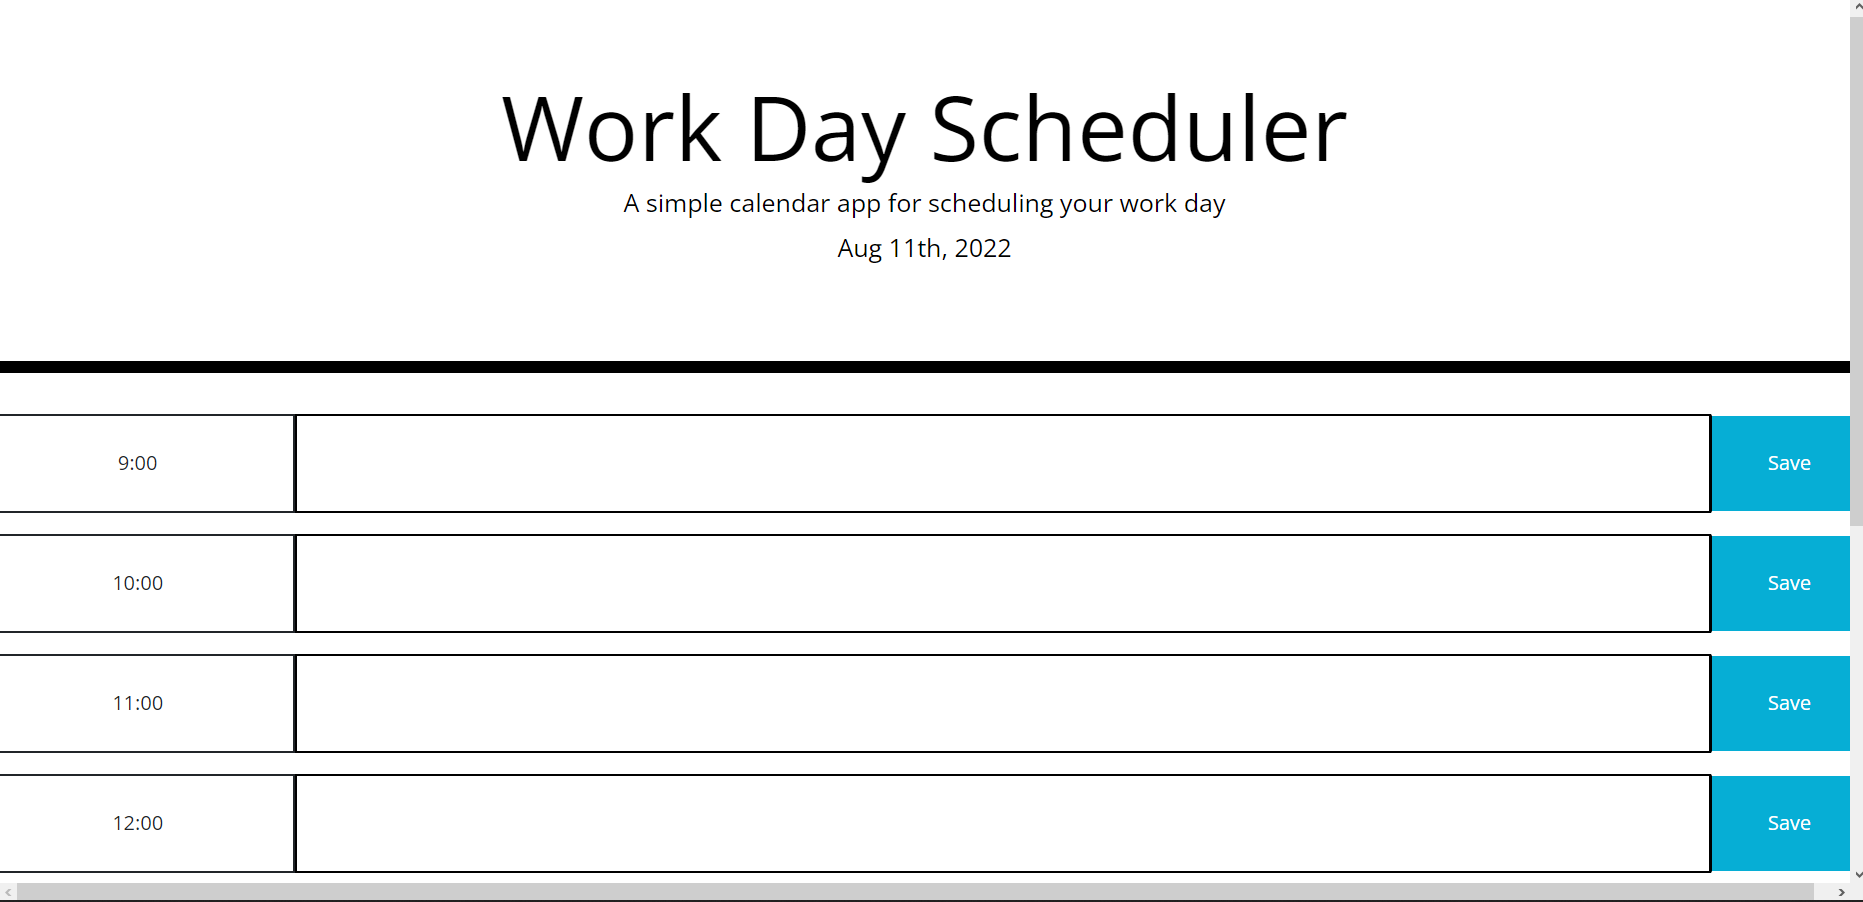 Work Day Scheduler
A simple calendar app for scheduling your work day
Aug 11th, 2022
9:00 Save
10:00 Save
11:00 Save
12:00 Save